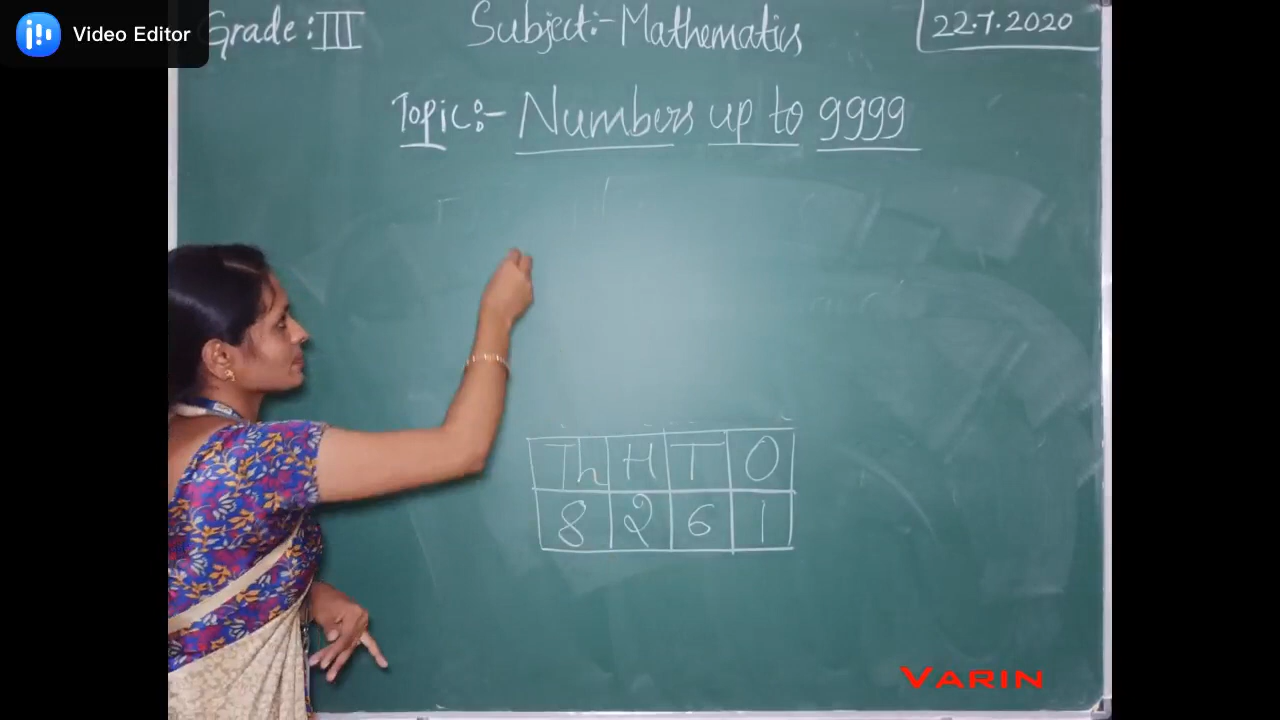 Video Editor
Grade: III Subject:- Mathematics 22.7.2020
Topic:- Numbers up to 9999
Th H T O
8 2 6 1
VARIN